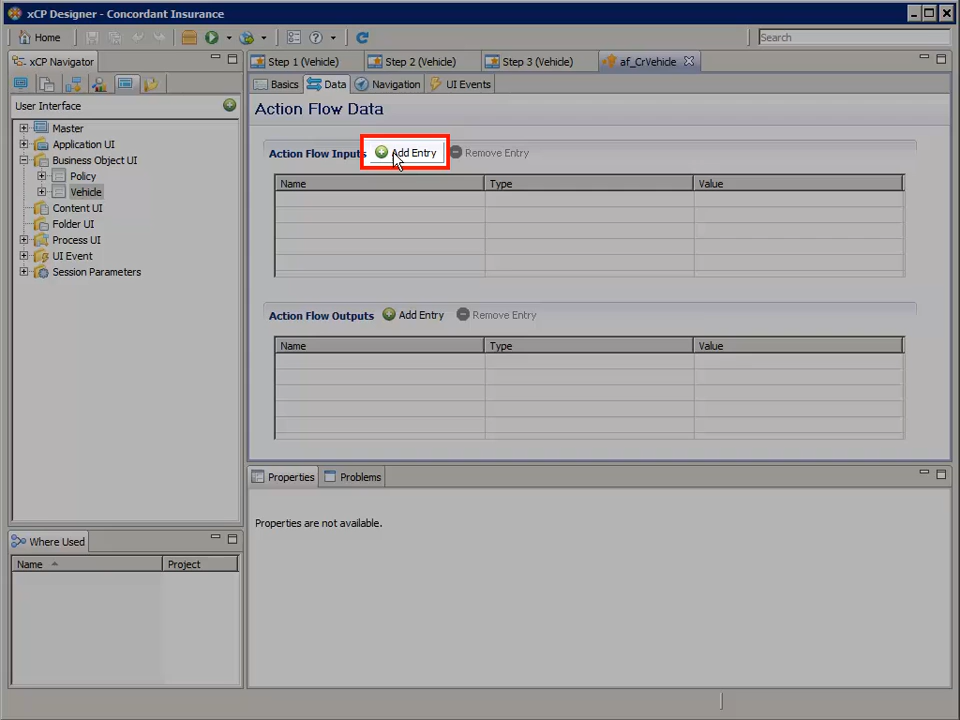 xCP Designer - Concordant Insurance
Home
Search
xCP Navigator
User Interface
Master
Application UI
Business Object UI
Policy
Vehicle
Content UI
Folder UI
Process UI
UI Event
Session Parameters
Where Used
Name Project
Step 1 (Vehicle) Step 2 (Vehicle) Step 3 (Vehicle) af_CrVehicle
Basics Data Navigation UI Events
Action Flow Data
Action Flow Inputs Add Entry Remove Entry
Name Type Value
Action Flow Outputs Add Entry Remove Entry
Name Type Value
Properties Problems
Properties are not available.